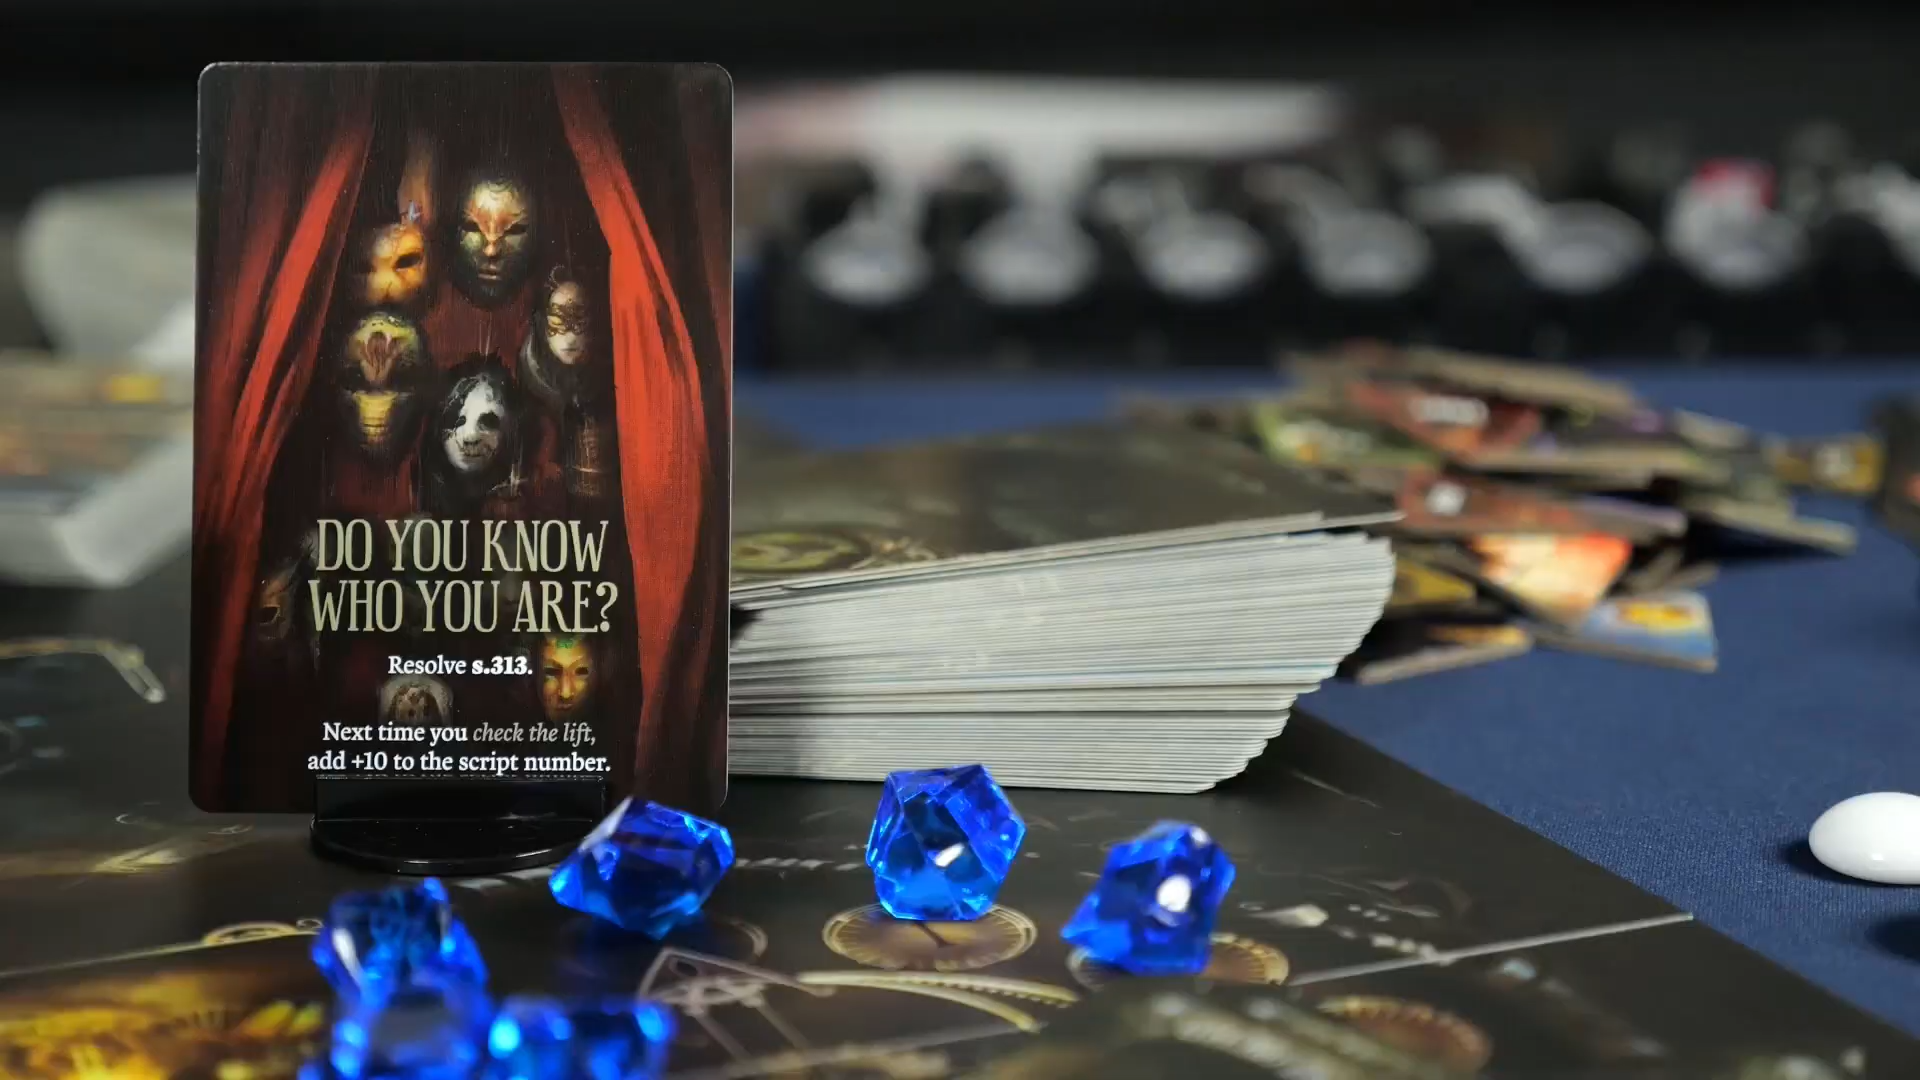 DO YOU KNOW
WHO YOU ARE?
Resolve s.313.
Next time you check the lift,
add +10 to the script number.